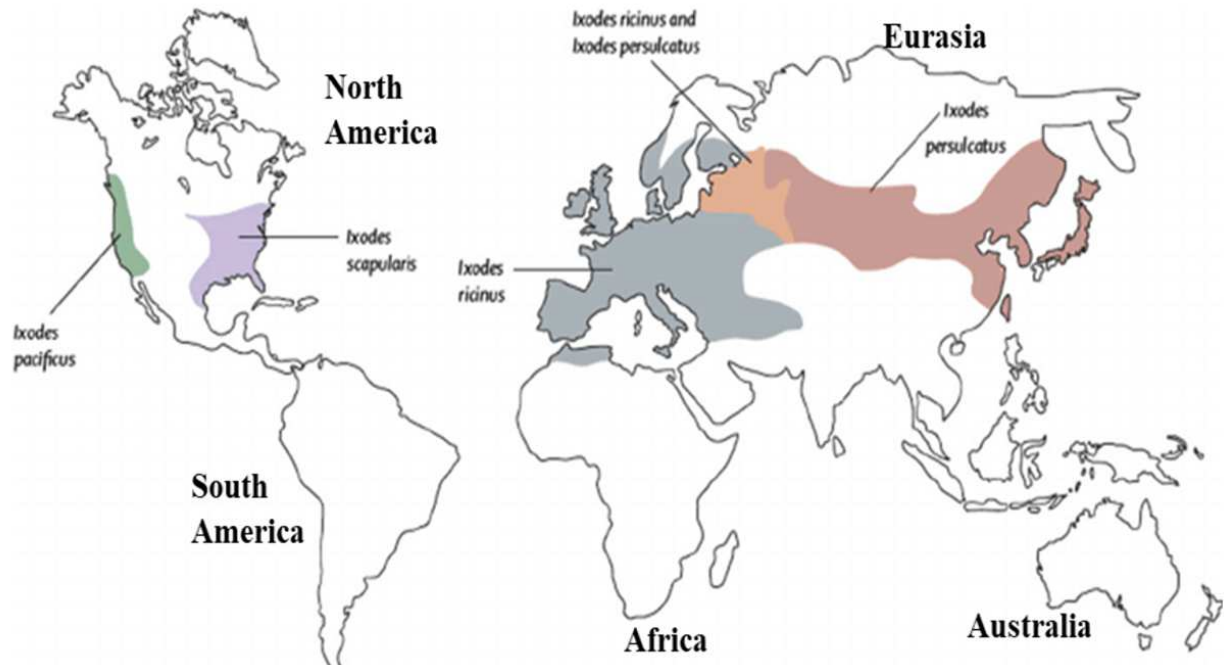 Ixodes ricinus and
Ixodes persulcatus
Eurasia
North
America
Ixodes
persulcatus
Ixodes
scapularis
Ixodes
ricinus
Ixodes
pacificus
South
America
Africa
Australia